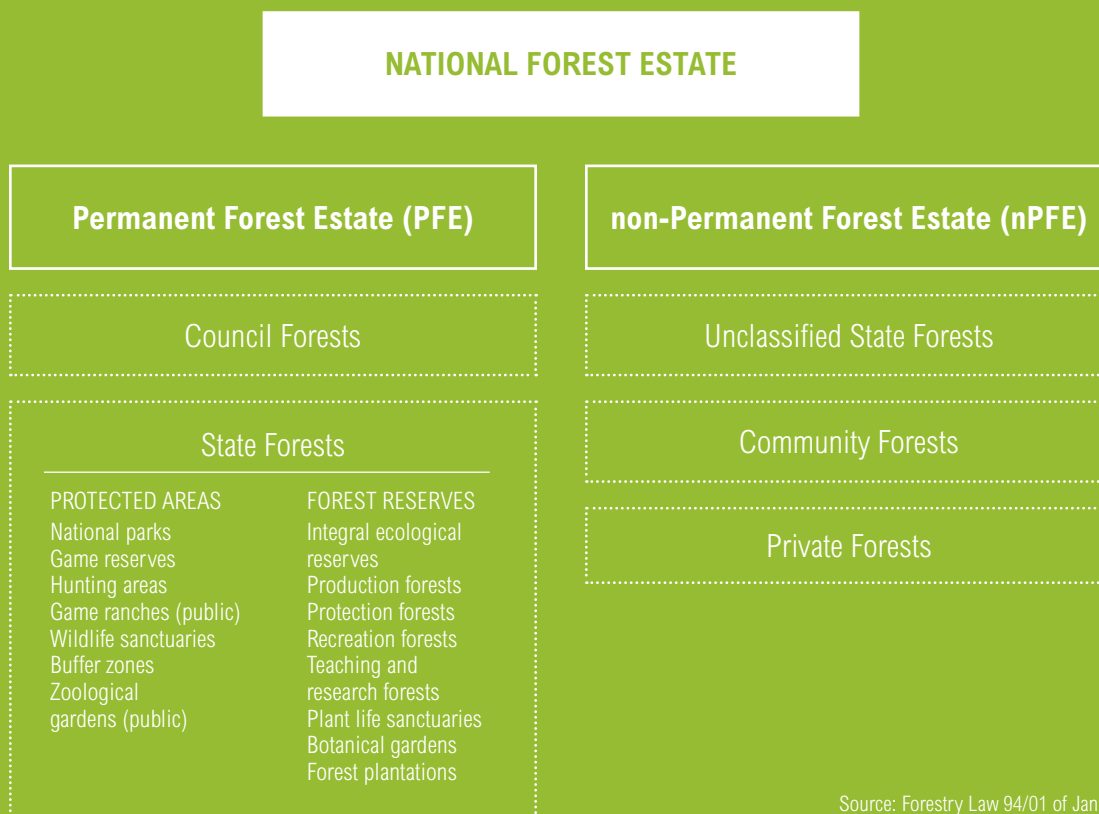 NATIONAL FOREST ESTATE
Permanent Forest Estate (PFE)
Council Forests
State Forests
PROTECTED AREAS
National parks
Game reserves
Hunting areas
Game ranches (public)
Wildlife sanctuaries
Buffer zones
Zoological
gardens (public)
FOREST RESERVES
Integral ecological
reserves
Production forests
Protection forests
Recreation forests
Teaching and
research forests
Plant life sanctuaries
Botanical gardens
Forest plantations
non-Permanent Forest Estate (nPFE)
Unclassified State Forests
Community Forests
Private Forests
Source: Forestry Law 94/01 of Jan